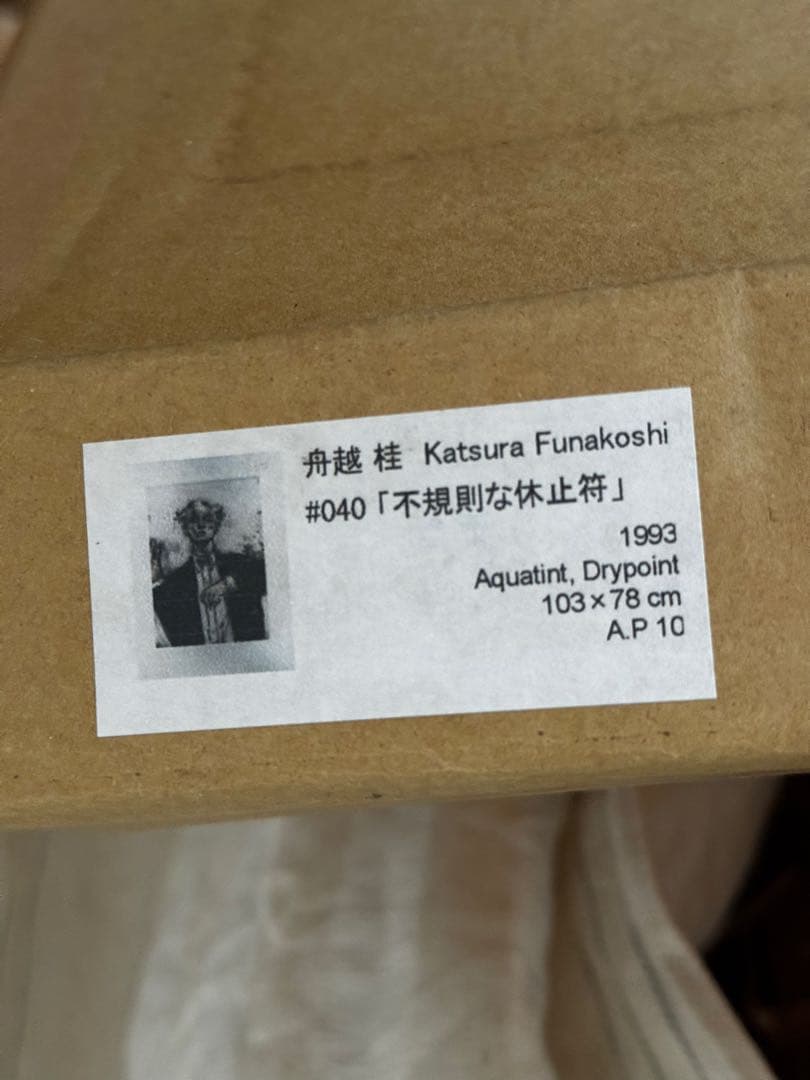 舟越 桂 Katsura Funakoshi
#040「不規則な休止符」
1993
Aquatint, Drypoint
103×78 cm
A.P 10